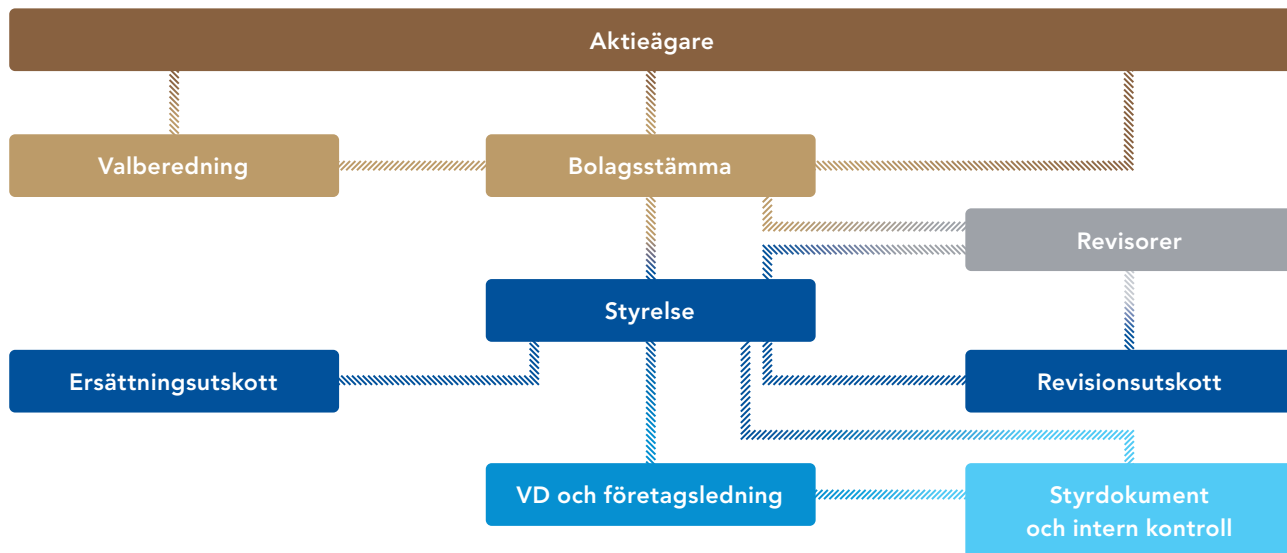 Aktieägare
Valberedning
Bolagsstämma
Revisorer
Styrelse
Ersättningsutskott
Revisionsutskott
VD och företagsledning
Styrdokument
och intern kontroll